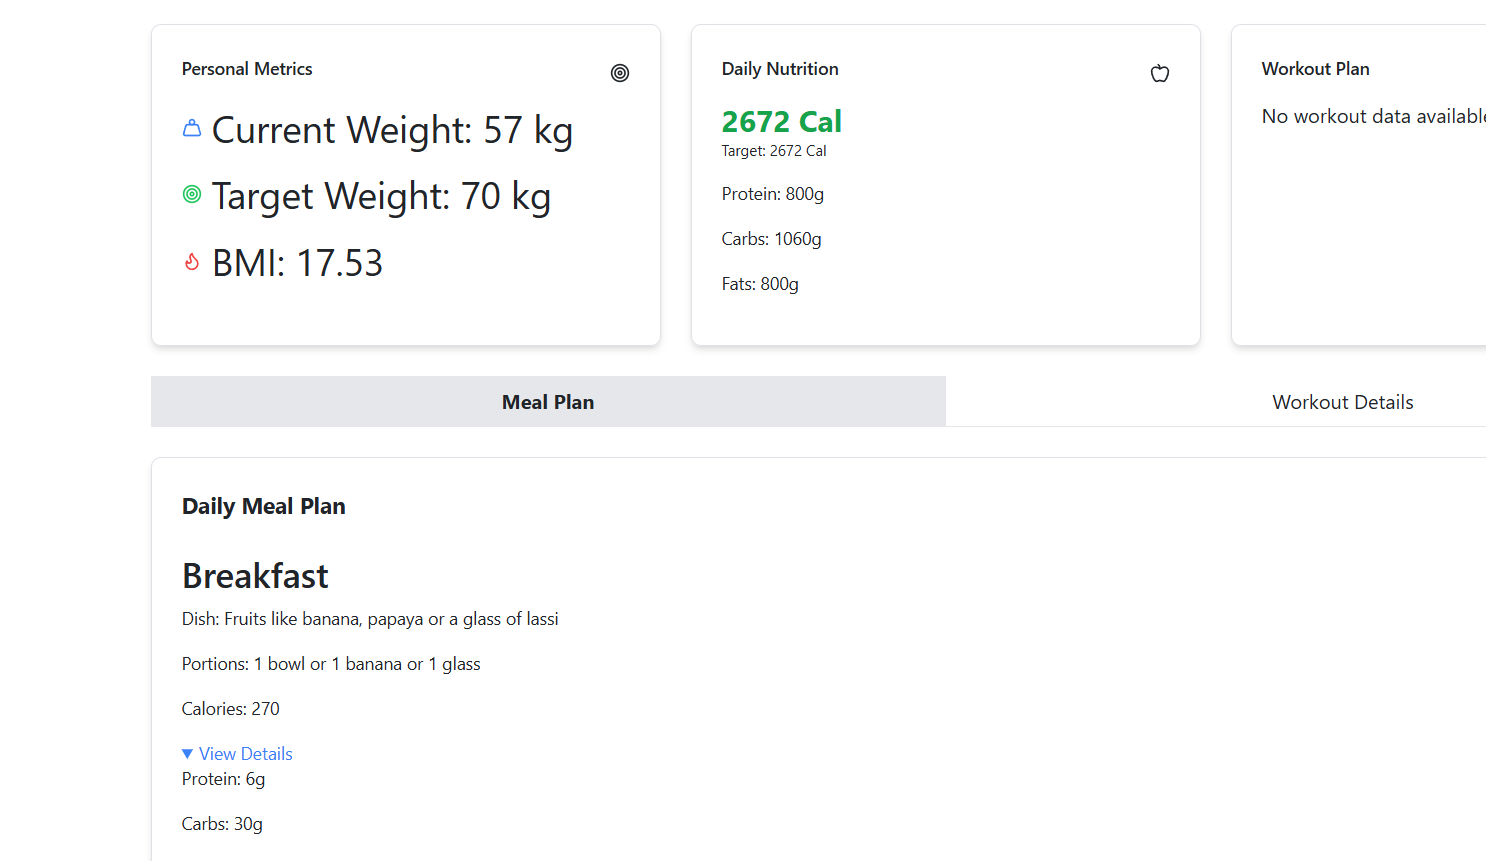 Personal Metrics
Current Weight: 57 kg
Target Weight: 70 kg
BMI: 17.53
Daily Nutrition
2672 Cal
Target: 2672 Cal
Protein: 800g
Carbs: 1060g
Fats: 800g
Workout Plan
No workout data available
Meal Plan
Workout Details
Daily Meal Plan
Breakfast
Dish: Fruits like banana, papaya or a glass of lassi
Portions: 1 bowl or 1 banana or 1 glass
Calories: 270
View Details
Protein: 6g
Carbs: 30g